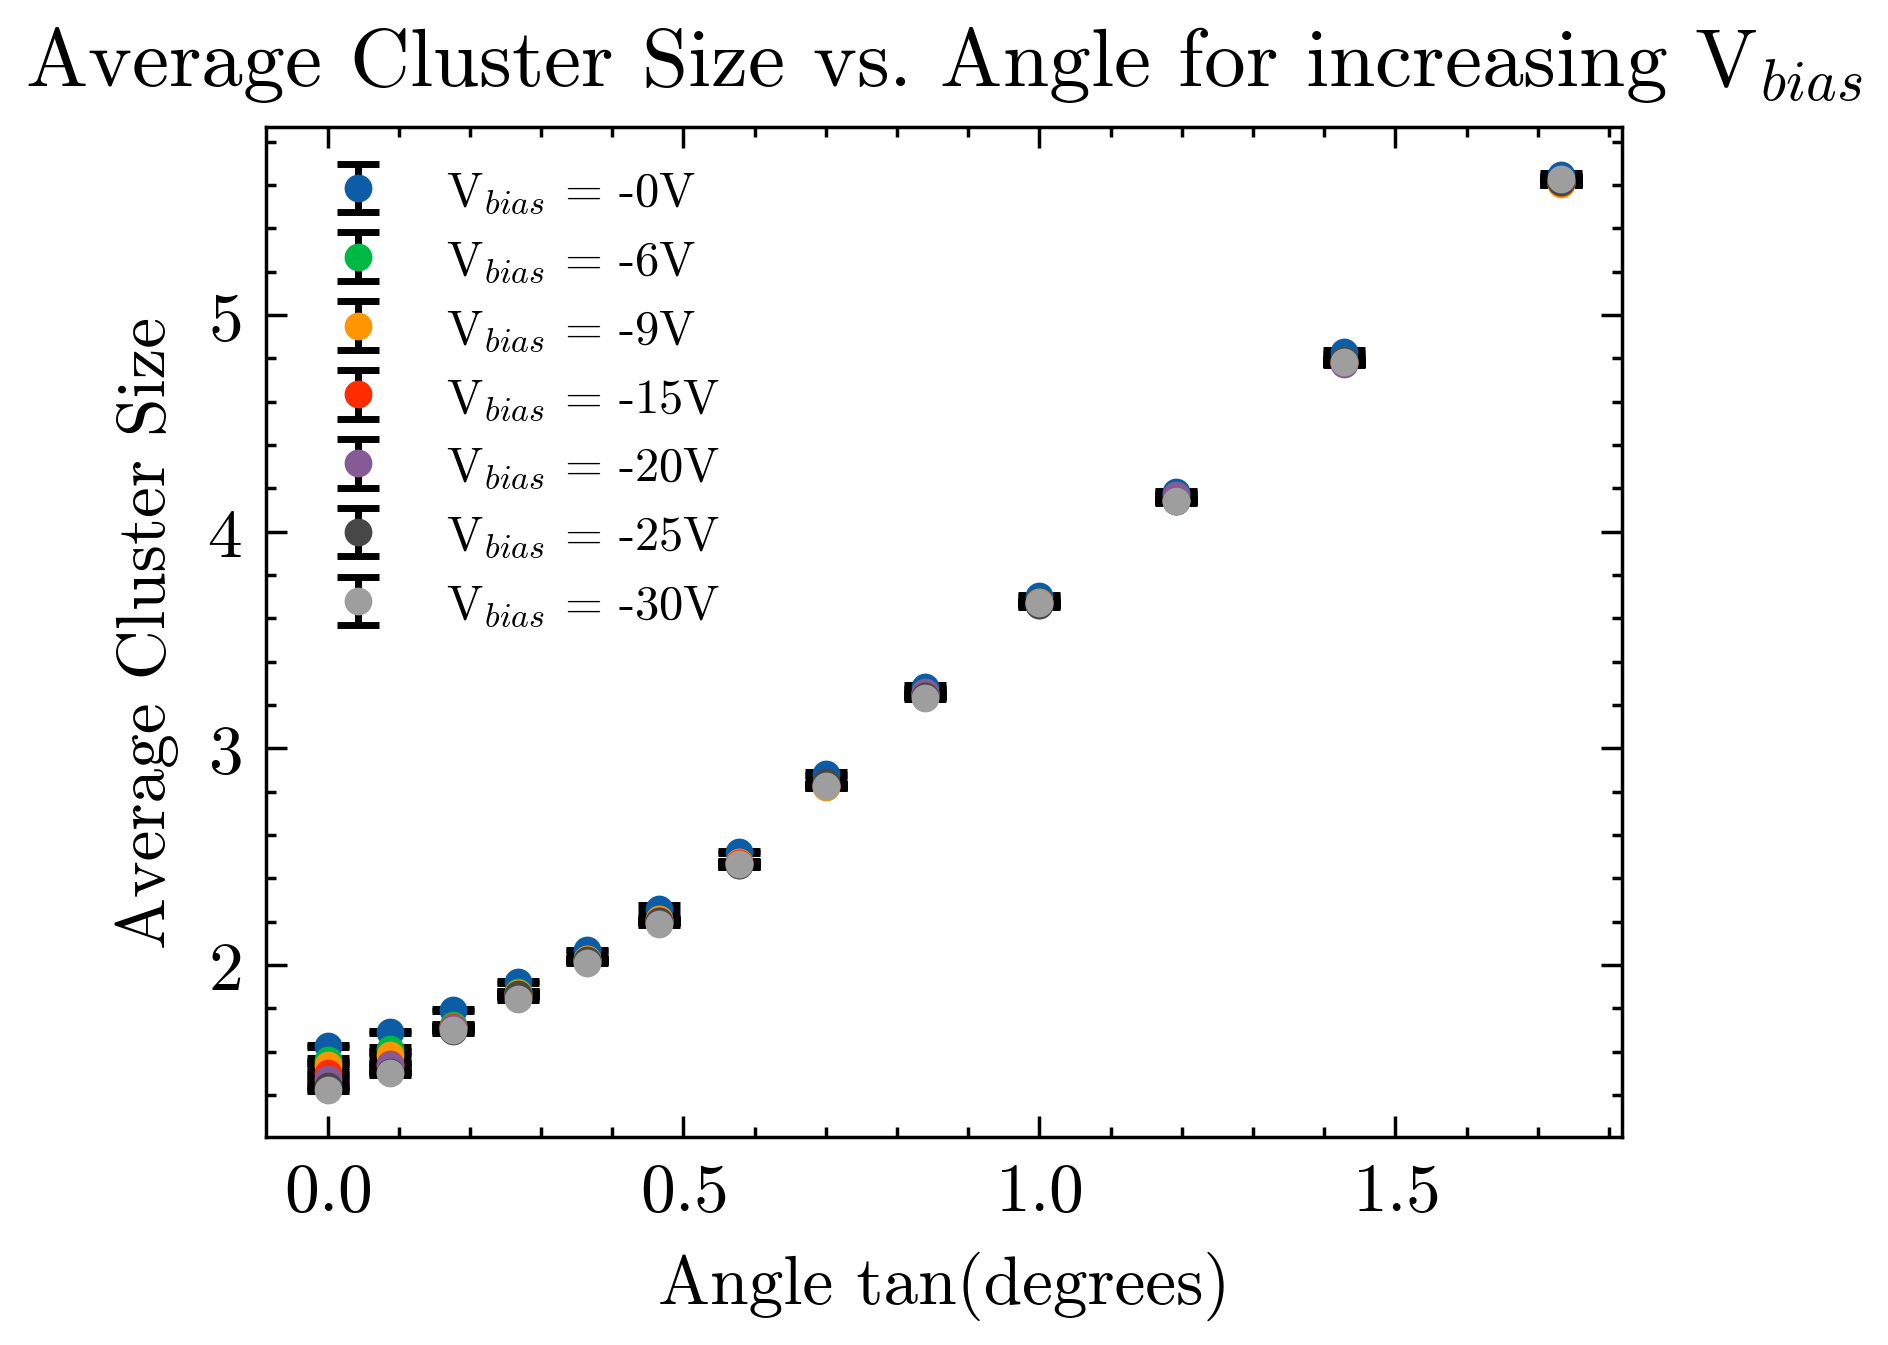 Average Cluster Size vs. Angle for increasing V_bias
V_bias = -0V
V_bias = -6V
V_bias = -9V
V_bias = -15V
V_bias = -20V
V_bias = -25V
V_bias = -30V
Average Cluster Size
5
4
3
2
0.0 0.5 1.0 1.5
Angle tan(degrees)